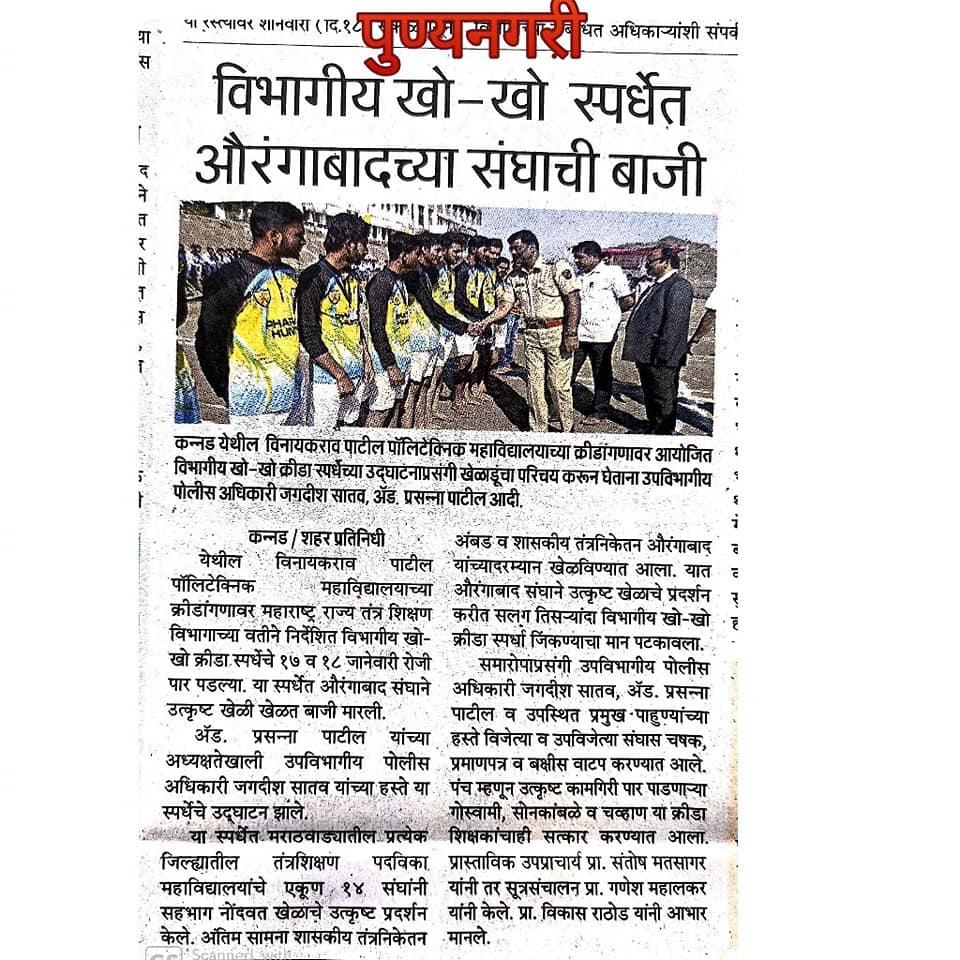 या रस्त्यावर शनिवारी (दि.१८
अधिकाऱ्यांशी संपर्क
पुण्यनगरी
विभागीय खो-खो स्पर्धेत
औरंगाबादच्या संघाची बाजी
कन्नड येथील विनायकराव पाटील पॉलिटेक्निक महाविद्यालयाच्या क्रीडांगणावर आयोजित
विभागीय खो-खो क्रीडा स्पर्धेच्या उद्घाटनाप्रसंगी खेळाडूंचा परिचय करून घेताना उपविभागीय
पोलीस अधिकारी जगदीश सातव, ॲड. प्रसन्ना पाटील आदी.
कन्नड / शहर प्रतिनिधी
येथील विनायकराव पाटील
पॉलिटेक्निक महाविद्यालयाच्या
क्रीडांगणावर महाराष्ट्र राज्य तंत्र शिक्षण
विभागाच्या वतीने निर्देशित विभागीय खो-
खो क्रीडा स्पर्धेचे १७ व १८ जानेवारी रोजी
पार पडल्या. या स्पर्धेत औरंगाबाद संघाने
उत्कृष्ट खेळी खेळत बाजी मारली.
ॲड. प्रसन्ना पाटील यांच्या
अध्यक्षतेखाली उपविभागीय पोलीस
अधिकारी जगदीश सातव यांच्या हस्ते या
स्पर्धेचे उद्घाटन झाले.
या स्पर्धेत मराठवाड्यातील प्रत्येक
जिल्ह्यातील तंत्रशिक्षण पदविका
महाविद्यालयांचे एकूण १४ संघांनी
सहभाग नोंदवत खेळाचे उत्कृष्ट प्रदर्शन
केले. अंतिम सामना शासकीय तंत्रनिकेतन
अंबड व शासकीय तंत्रनिकेतन औरंगाबाद
यांच्यादरम्यान खेळविण्यात आला. यात
औरंगाबाद संघाने उत्कृष्ट खेळाचे प्रदर्शन
करीत सलग तिसऱ्यांदा विभागीय खो-खो
क्रीडा स्पर्धा जिंकण्याचा मान पटकावला.
समारोपाप्रसंगी उपविभागीय पोलीस
अधिकारी जगदीश सातव, ॲड. प्रसन्ना
पाटील व उपस्थित प्रमुख पाहुण्यांच्या
हस्ते विजेत्या व उपविजेत्या संघास चषक,
प्रमाणपत्र व बक्षीस वाटप करण्यात आले.
पंच म्हणून उत्कृष्ट कामगिरी पार पाडणाऱ्या
गोस्वामी, सोनकांबळे व चव्हाण या क्रीडा
शिक्षकांचाही सत्कार करण्यात आला.
प्रास्ताविक उपप्राचार्य प्रा. संतोष मतसागर
यांनी तर सूत्रसंचालन प्रा. गणेश महालकर
यांनी केले. प्रा. विकास राठोड यांनी आभार
मानले.
CS Scanned with